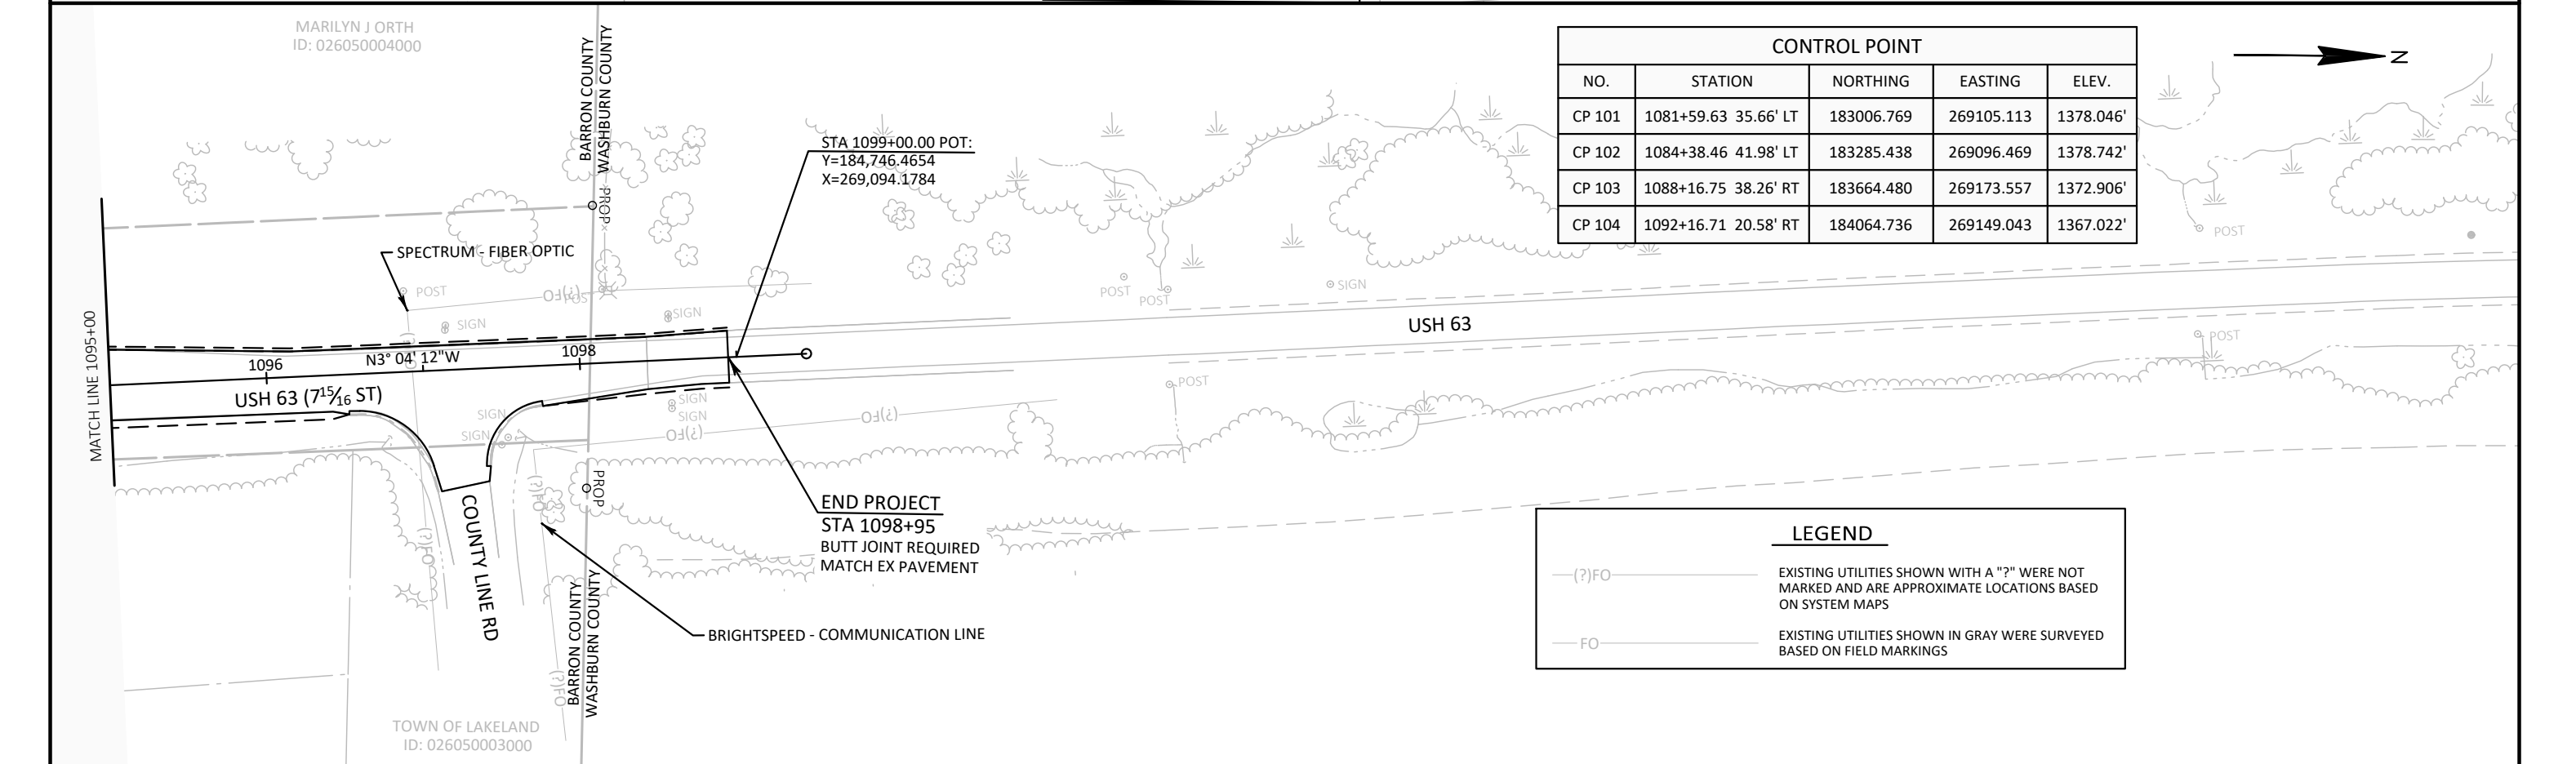 MARILYN J ORTH
ID: 026050004000
BARRON COUNTY
WASHBURN COUNTY
PROP
STA 1099+00.00 POT:
Y=184,746.4654
X=269,094.1784
CONTROL POINT
NO. STATION NORTHING EASTING ELEV.
CP 101 1081+59.63 35.66' LT 183006.769 269105.113 1378.046'
CP 102 1084+38.46 41.98' LT 183285.438 269096.469 1378.742'
CP 103 1088+16.75 38.26' RT 183664.480 269173.557 1372.906'
CP 104 1092+16.71 20.58' RT 184064.736 269149.043 1367.022'
N
POST
SPECTRUM - FIBER OPTIC
POST
(?)FO
POST
SIGN
SIGN
POST
POST
SIGN
MATCH LINE 1095+00
1096
N3° 04' 12"W
1098
USH 63
POST
USH 63 (7 15/16 ST)
SIGN
SIGN
SIGN
SIGN
POST
(?)FO
(?)FO
(?)FO
(?)FO
PROP
COUNTY LINE RD
END PROJECT
STA 1098+95
BUTT JOINT REQUIRED
MATCH EX PAVEMENT
BARRON COUNTY
WASHBURN COUNTY
(?)FO
BRIGHTSPEED - COMMUNICATION LINE
LEGEND
(?)FO
EXISTING UTILITIES SHOWN WITH A "?" WERE NOT
MARKED AND ARE APPROXIMATE LOCATIONS BASED
ON SYSTEM MAPS
FO
EXISTING UTILITIES SHOWN IN GRAY WERE SURVEYED
BASED ON FIELD MARKINGS
TOWN OF LAKELAND
ID: 026050003000